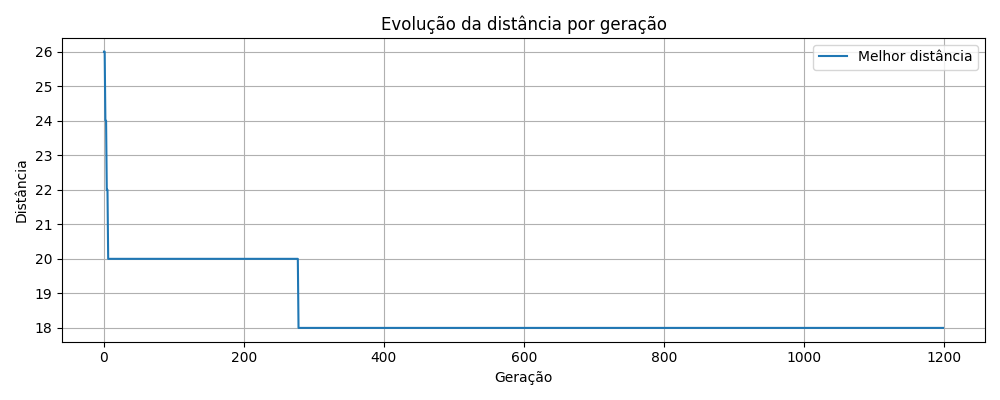 Evolução da distância por geração
Melhor distância
26
25
24
23
22
21
20
19
18
Distância
0 200 400 600 800 1000 1200
Geração